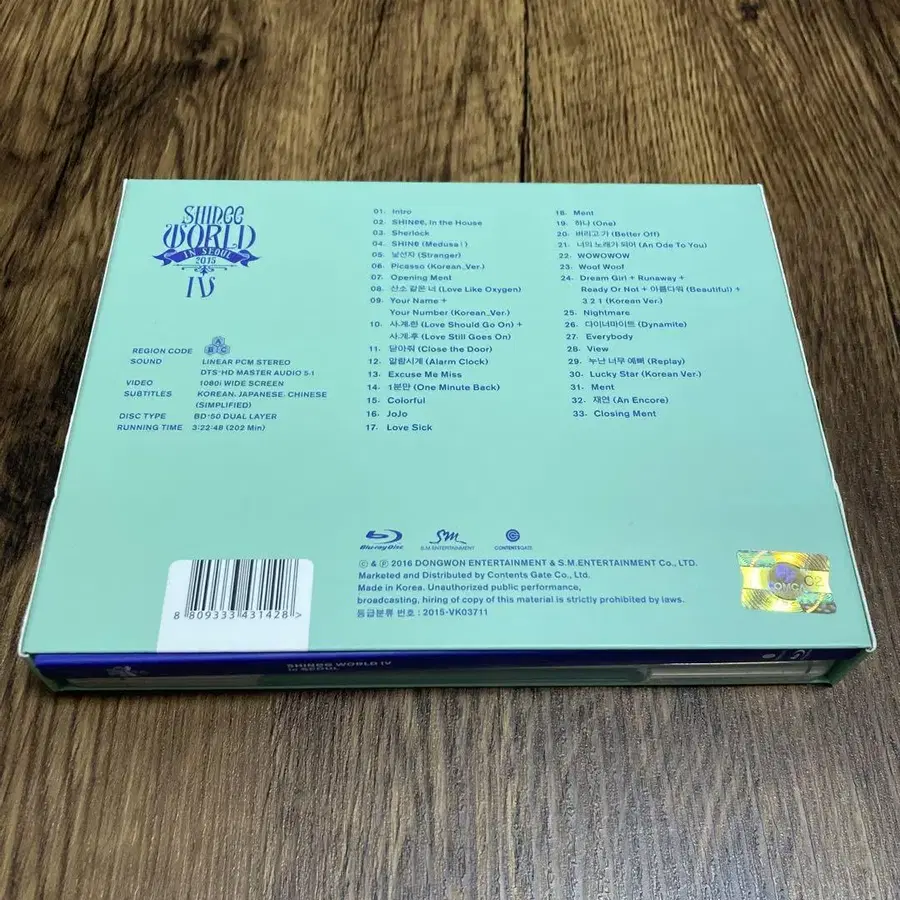 SHINee
WORLD
IN SEOUL
2015
IV
REGION CODE A B C
SOUND LINEAR PCM STEREO
DTS-HD MASTER AUDIO 5.1
VIDEO 1080i WIDE SCREEN
SUBTITLES KOREAN, JAPANESE, CHINESE
(SIMPLIFIED)
DISC TYPE BD-50 DUAL LAYER
RUNNING TIME 3:22:48 (202 Min)
01. Intro
02. SHINee, In the House
03. Sherlock
04. SHINe (Medusa I)
05. 낯선자 (Stranger)
06. Picasso (Korean_Ver.)
07. Opening Ment
08. 산소 같은 너 (Love Like Oxygen)
09. Your Name +
Your Number (Korean_Ver.)
10. 사.계.한 (Love Should Go On) +
사.계.후 (Love Still Goes On)
11. 닫아줘 (Close the Door)
12. 알람시계 (Alarm Clock)
13. Excuse Me Miss
14. 1분만 (One Minute Back)
15. Colorful
16. JoJo
17. Love Sick
18. Ment
19. 하나 (One)
20. 버리고 가 (Better Off)
21. 너의 노래가 되어 (An Ode To You)
22. WOWOWOW
23. Woof Woof
24. Dream Girl + Runaway +
Ready Or Not + 아름다워 (Beautiful) +
3 2 1 (Korean Ver.)
25. Nightmare
26. 다이너마이트 (Dynamite)
27. Everybody
28. View
29. 누난 너무 예뻐 (Replay)
30. Lucky Star (Korean Ver.)
31. Ment
32. 재연 (An Encore)
33. Closing Ment
Blu-ray Disc
SM
S.M. ENTERTAINMENT
CONTENTSGATE
ⓒ & ⓟ 2016 DONGWON ENTERTAINMENT & S.M.ENTERTAINMENT Co., LTD.
Marketed and Distributed by Contents Gate Co., Ltd.
Made in Korea. Unauthorized public performance,
broadcasting, hiring of copy of this material is strictly prohibited by laws.
등급분류 번호 : 2015-VK03711
8 809333 431428 >
SHINee WORLD IV
in SEOUL